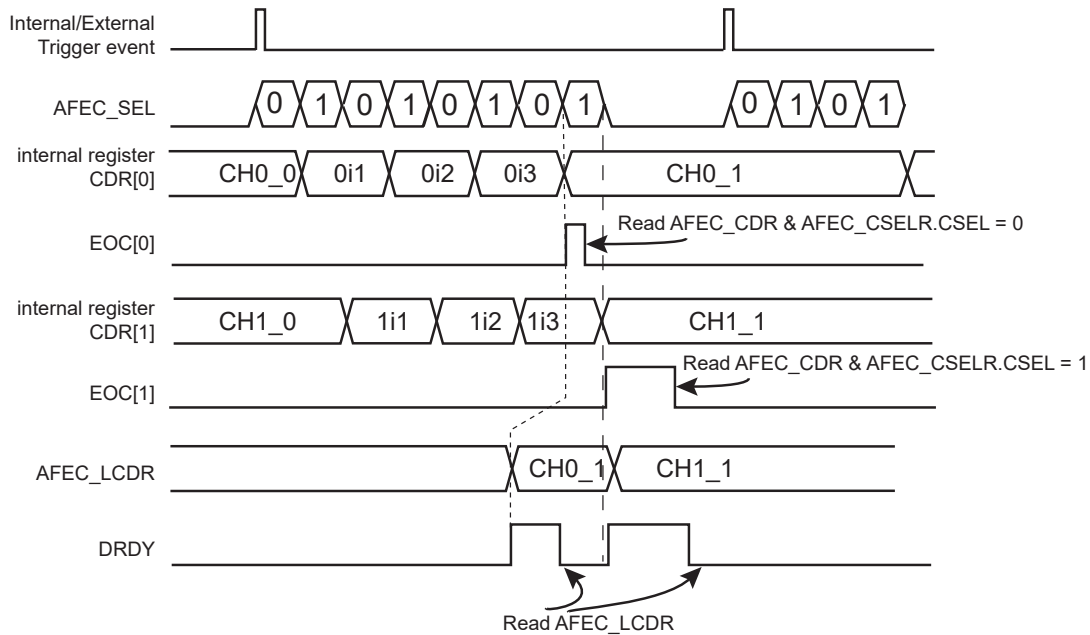 Internal/External
Trigger event
AFEC_SEL
0 1 0 1 0 1 0 1 0 1 0 1
internal register
CDR[0]
CH0_0 0i1 0i2 0i3 CH0_1
Read AFEC_CDR & AFEC_CSELR.CSEL = 0
EOC[0]
internal register
CDR[1]
CH1_0 1i1 1i2 1i3 CH1_1
Read AFEC_CDR & AFEC_CSELR.CSEL = 1
EOC[1]
AFEC_LCDR
CH0_1 CH1_1
DRDY
Read AFEC_LCDR